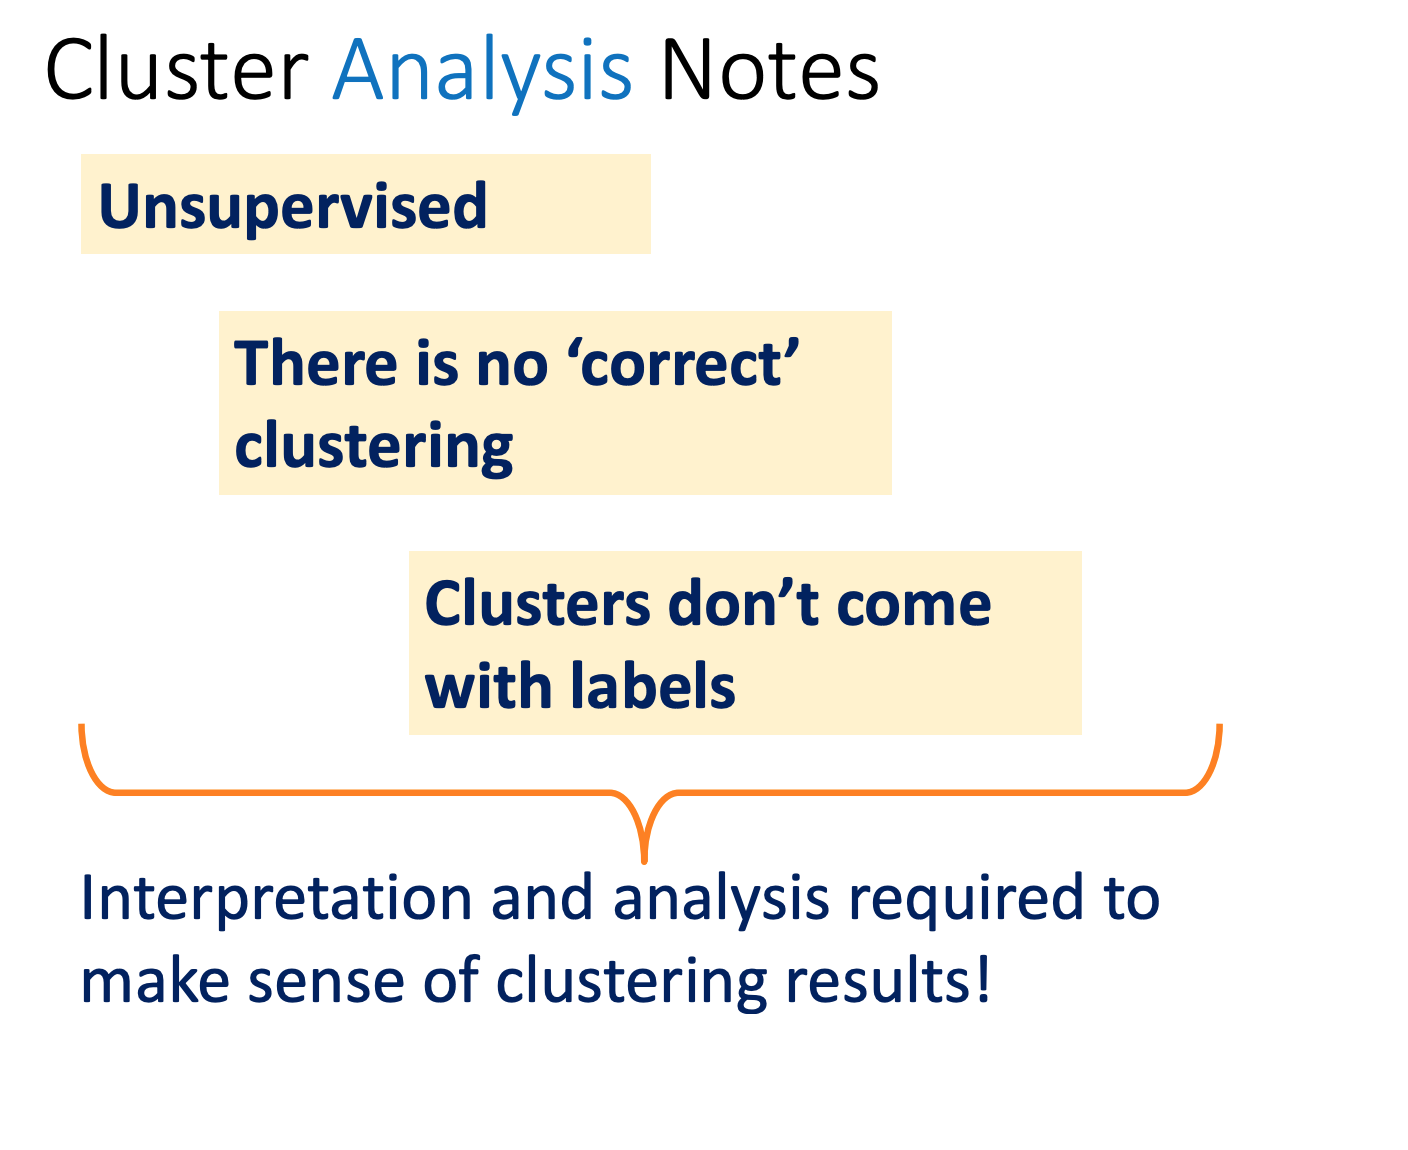 Cluster Analysis Notes
Unsupervised
There is no ‘correct’
clustering
Clusters don’t come
with labels
Interpretation and analysis required to
make sense of clustering results!